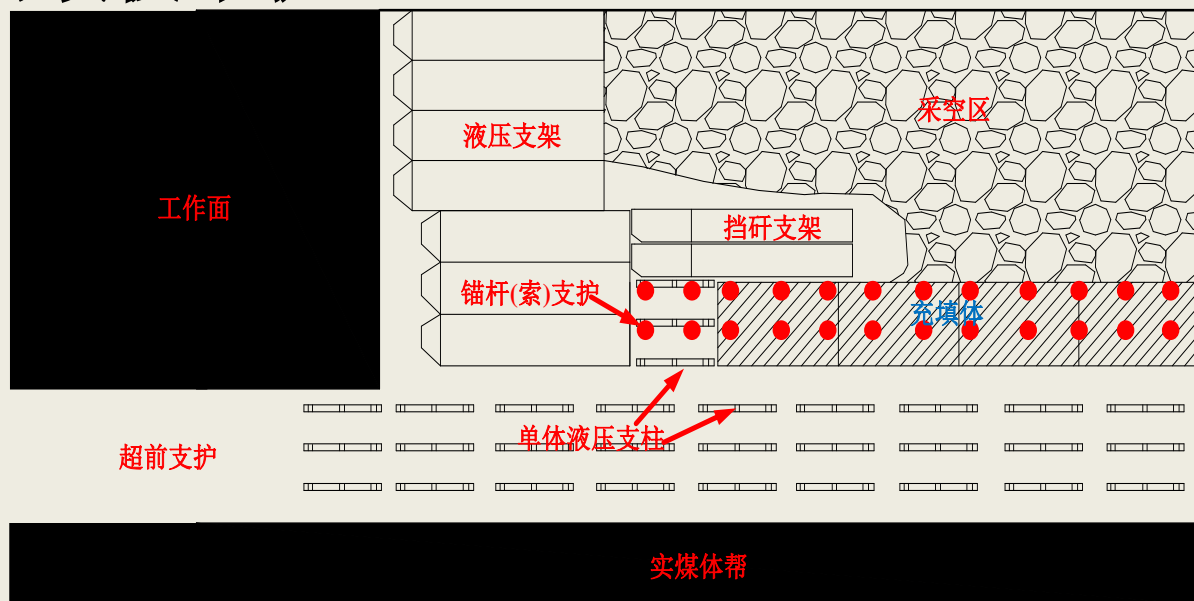 采空区
液压支架
工作面
挡矸支架
锚杆(索)支护
充填体
单体液压支柱
超前支护
实煤体帮